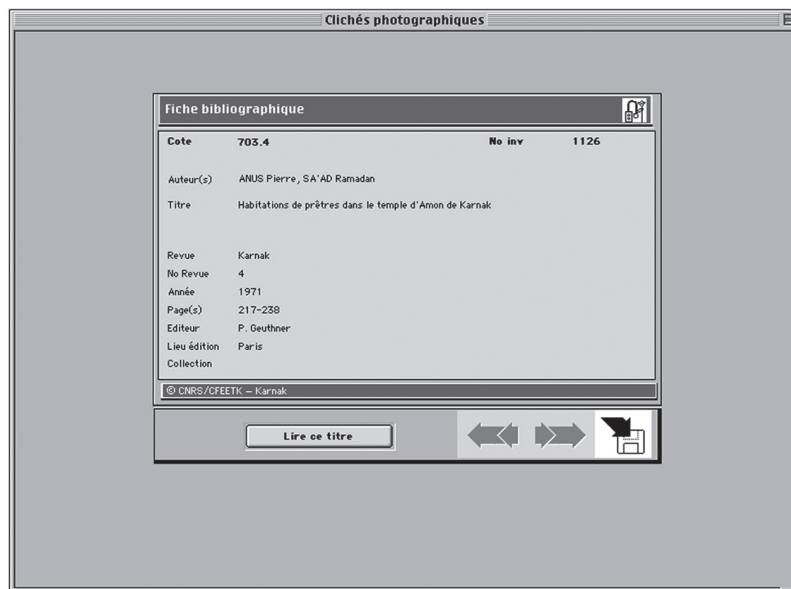 Clichés photographiques
Fiche bibliographique
Cote 703.4 No inv 1126
Auteur(s) ANUS Pierre, SA'AD Ramadan
Titre Habitations de prêtres dans le temple d'Amon de Karnak
Revue Karnak
No Revue 4
Année 1971
Page(s) 217-238
Editeur P. Geuthner
Lieu édition Paris
Collection
© CNRS/CFEETK – Karnak
Lire ce titre